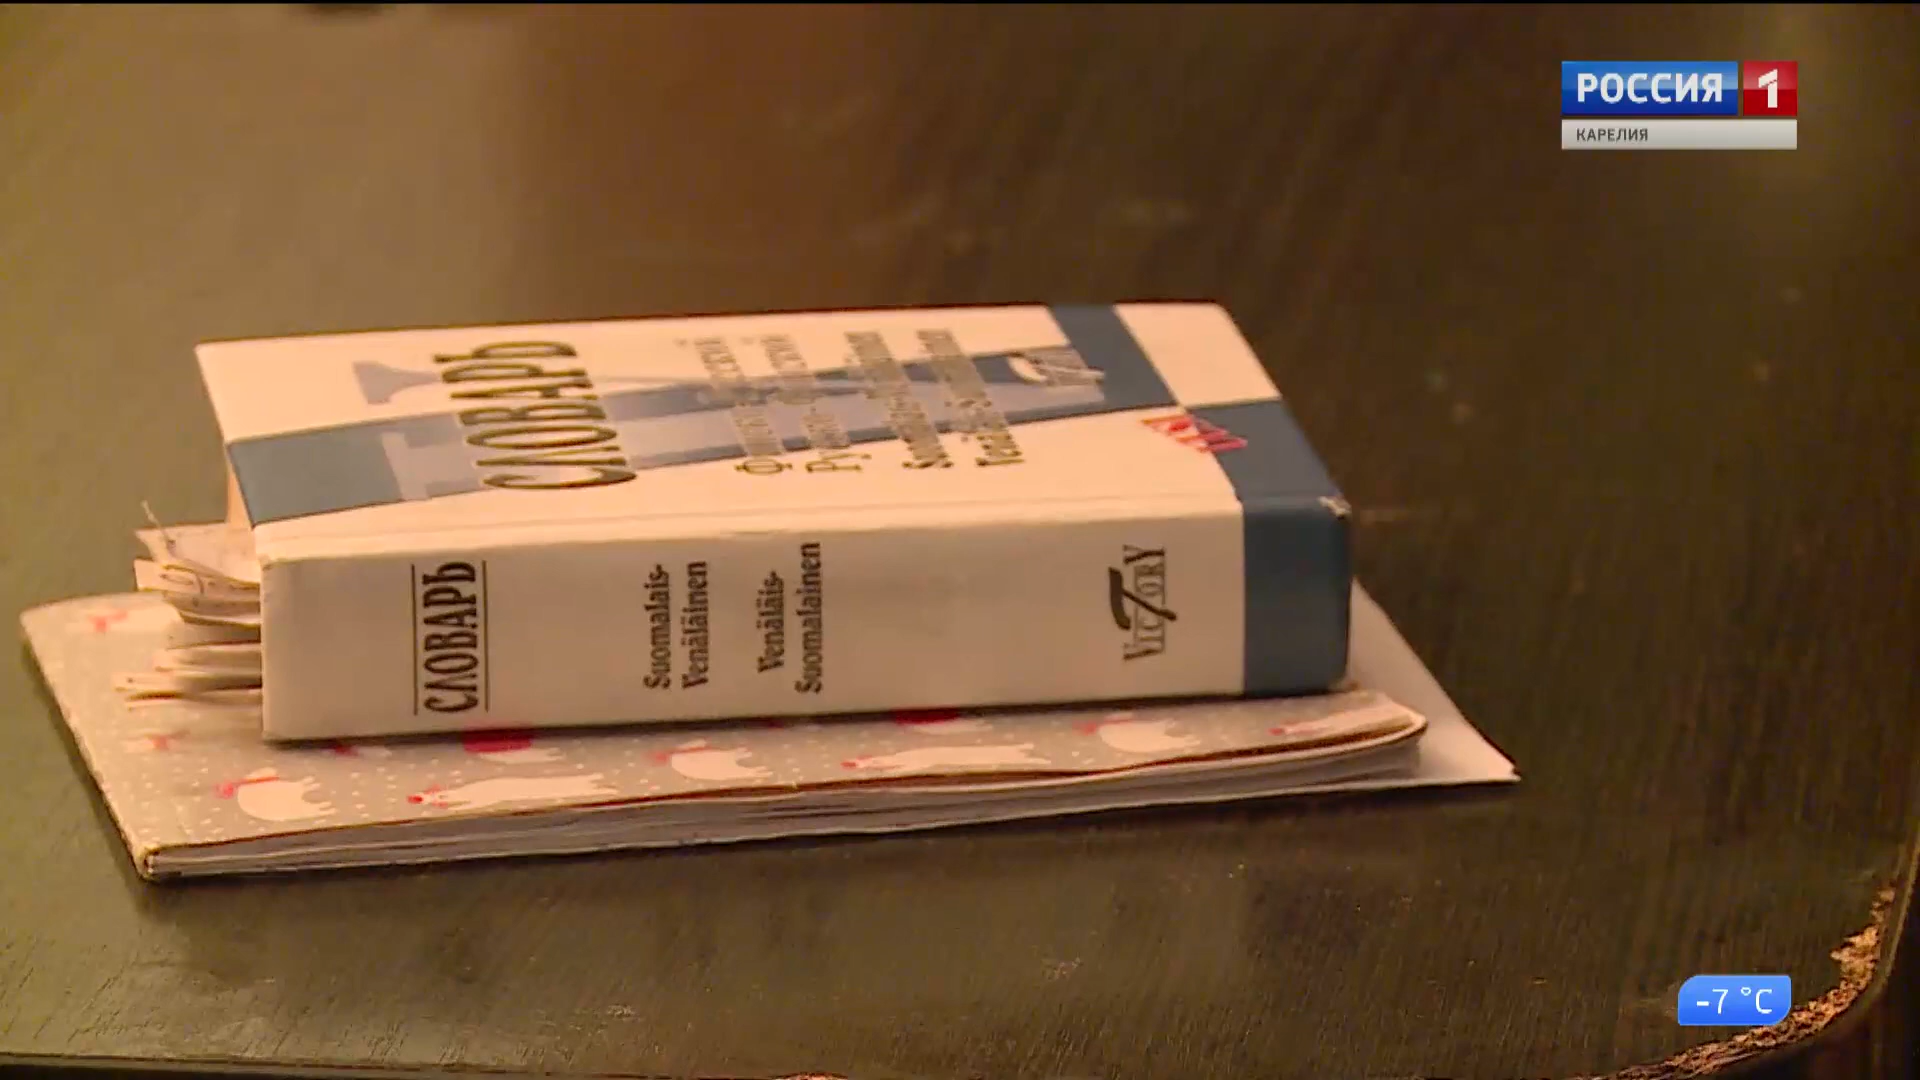 РОССИЯ 1
КАРЕЛИЯ
СЛОВАРЬ
СЛОВАРЬ
Suomalais-
Venäläinen
Venäläis-
Suomalainen
VICTORY
-7 °C